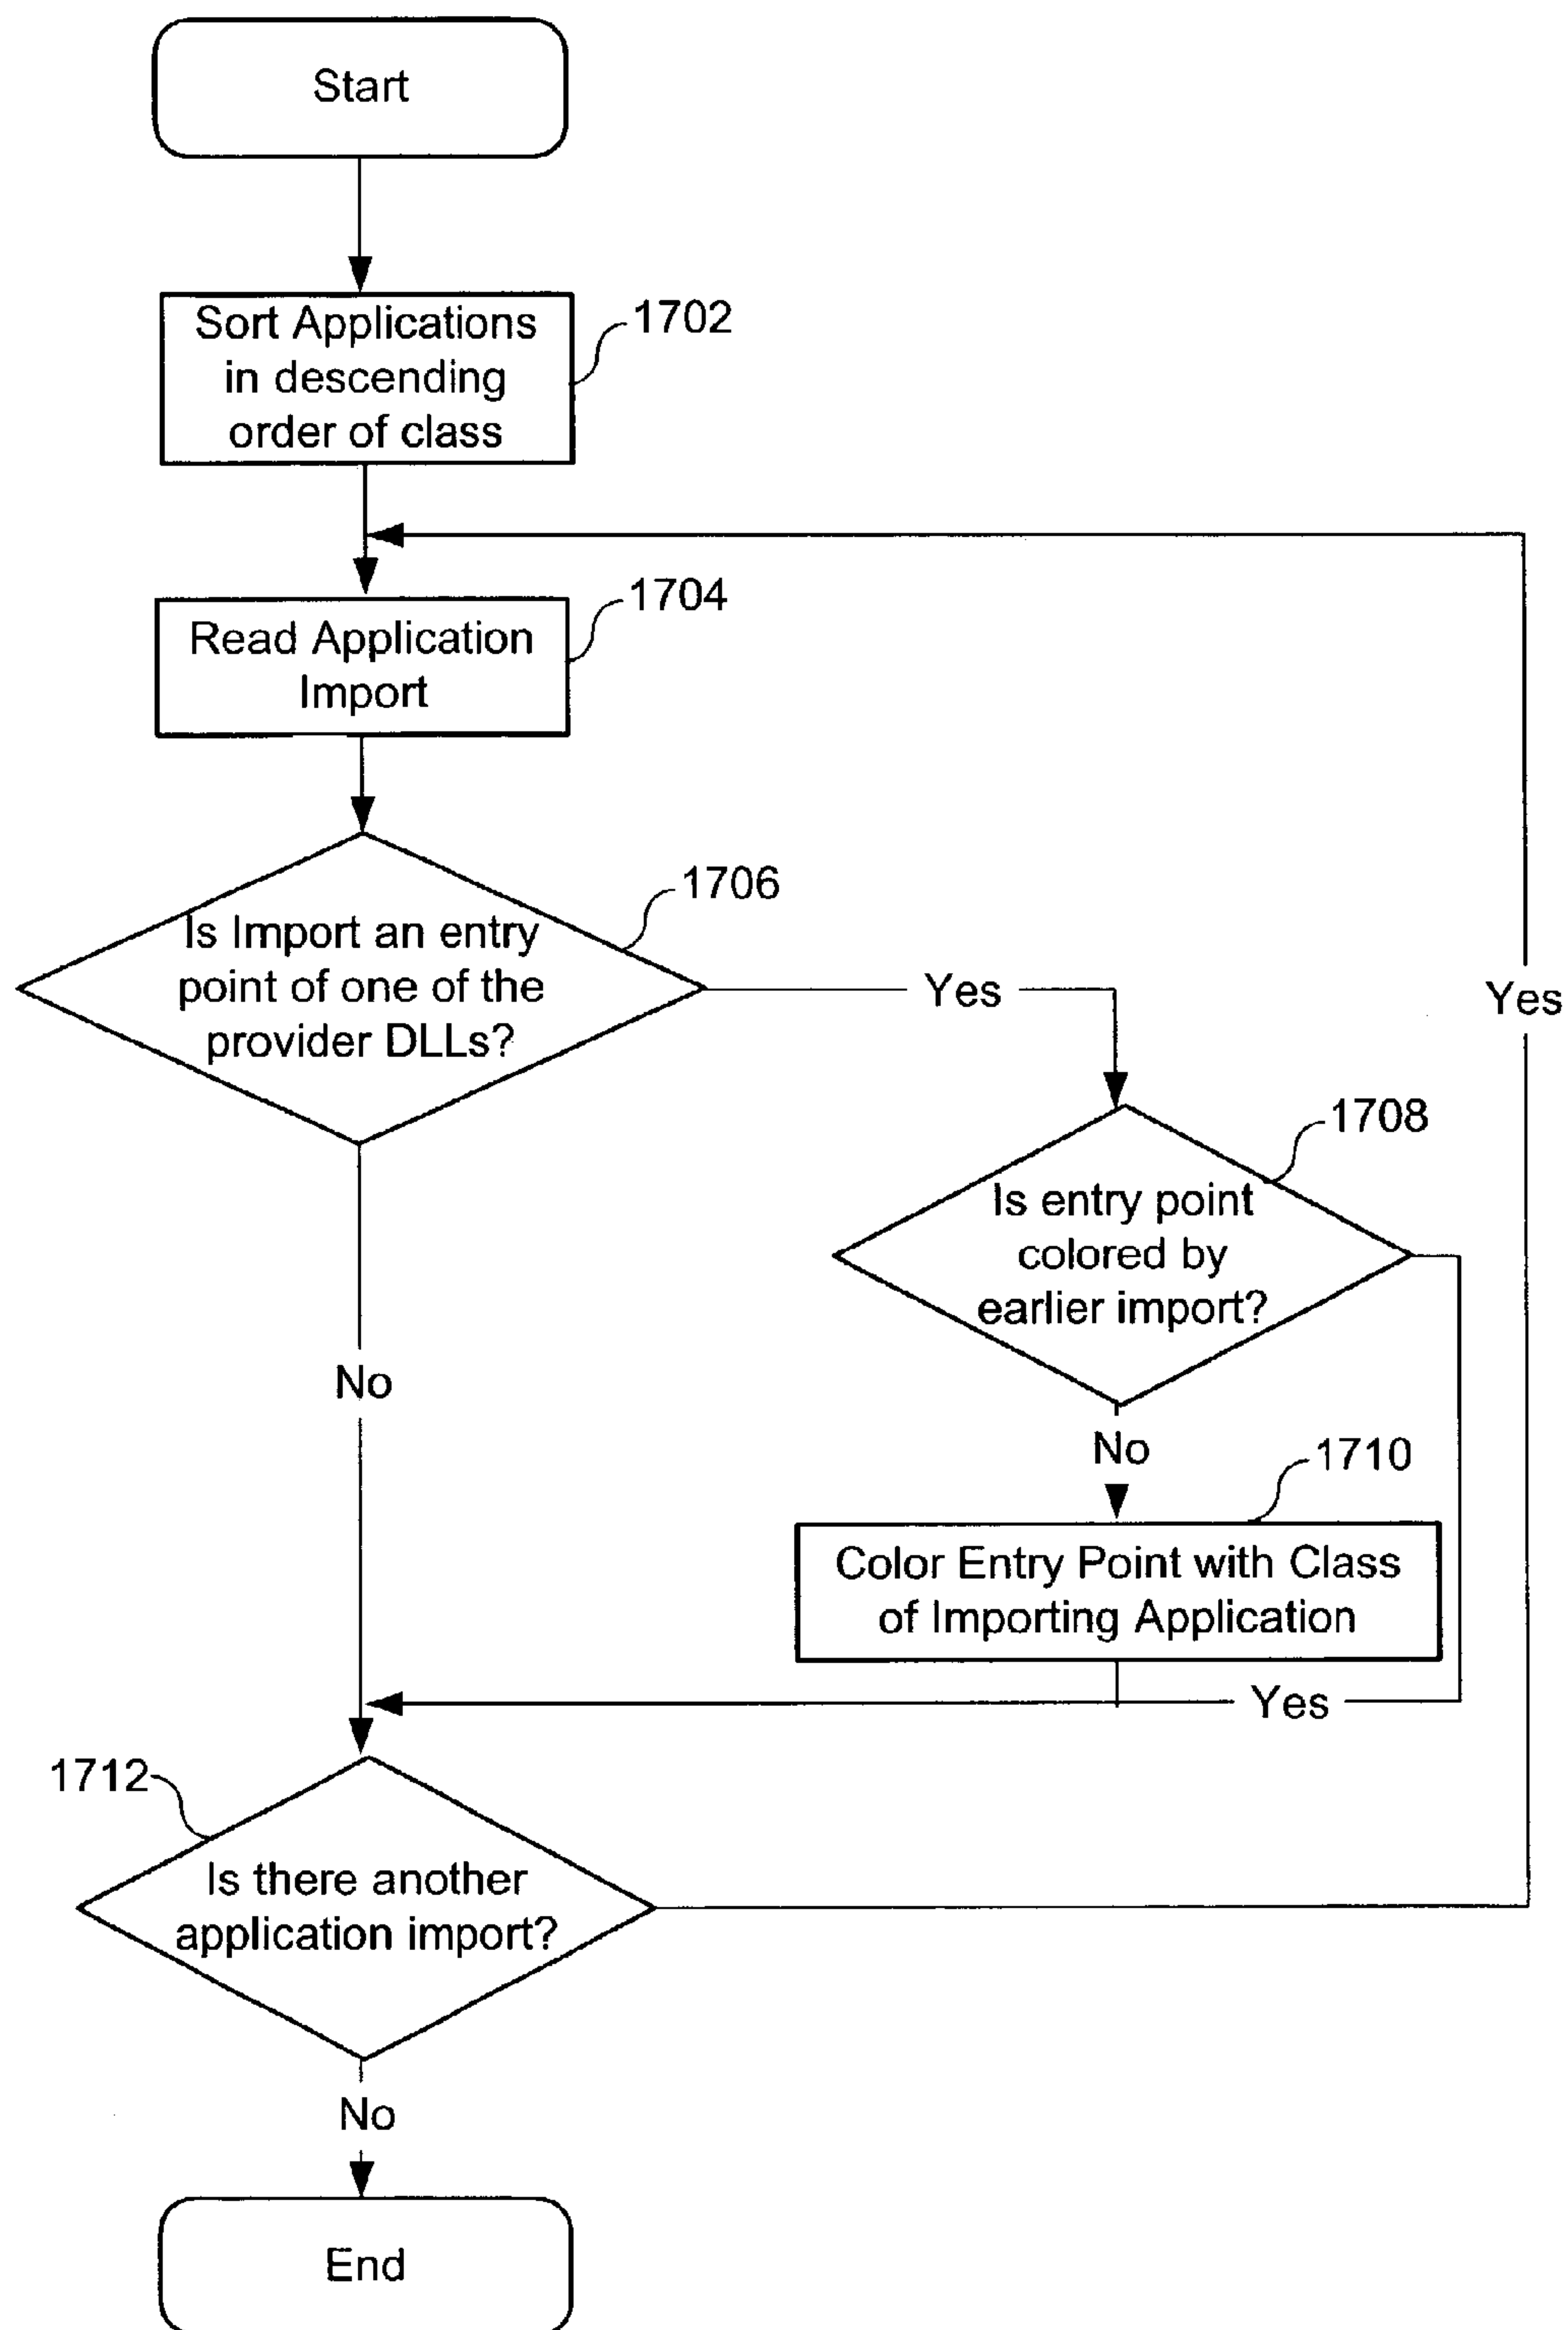 Start
Sort Applications
in descending
order of class
1702
Read Application
Import
1704
Is Import an entry
point of one of the
provider DLLs?
1706
Yes
Yes
Is entry point
colored by
earlier import?
1708
No
No
Color Entry Point with Class
of Importing Application
1710
Yes
1712
Is there another
application import?
No
End